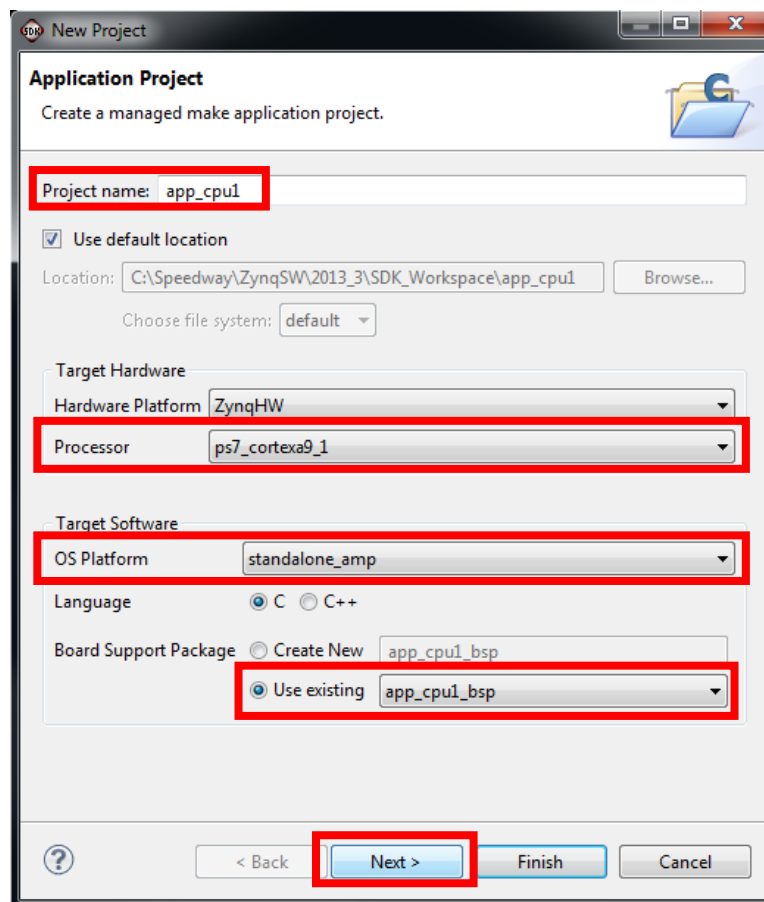 SDK New Project
Application Project
Create a managed make application project.
C
Project name: app_cpu1
Use default location
Location: C:\Speedway\ZynqSW\2013_3\SDK_Workspace\app_cpu1 Browse...
Choose file system: default
Target Hardware
Hardware Platform ZynqHW
Processor ps7_cortexa9_1
Target Software
OS Platform standalone_amp
Language C C++
Board Support Package Create New app_cpu1_bsp
Use existing app_cpu1_bsp
? < Back Next > Finish Cancel